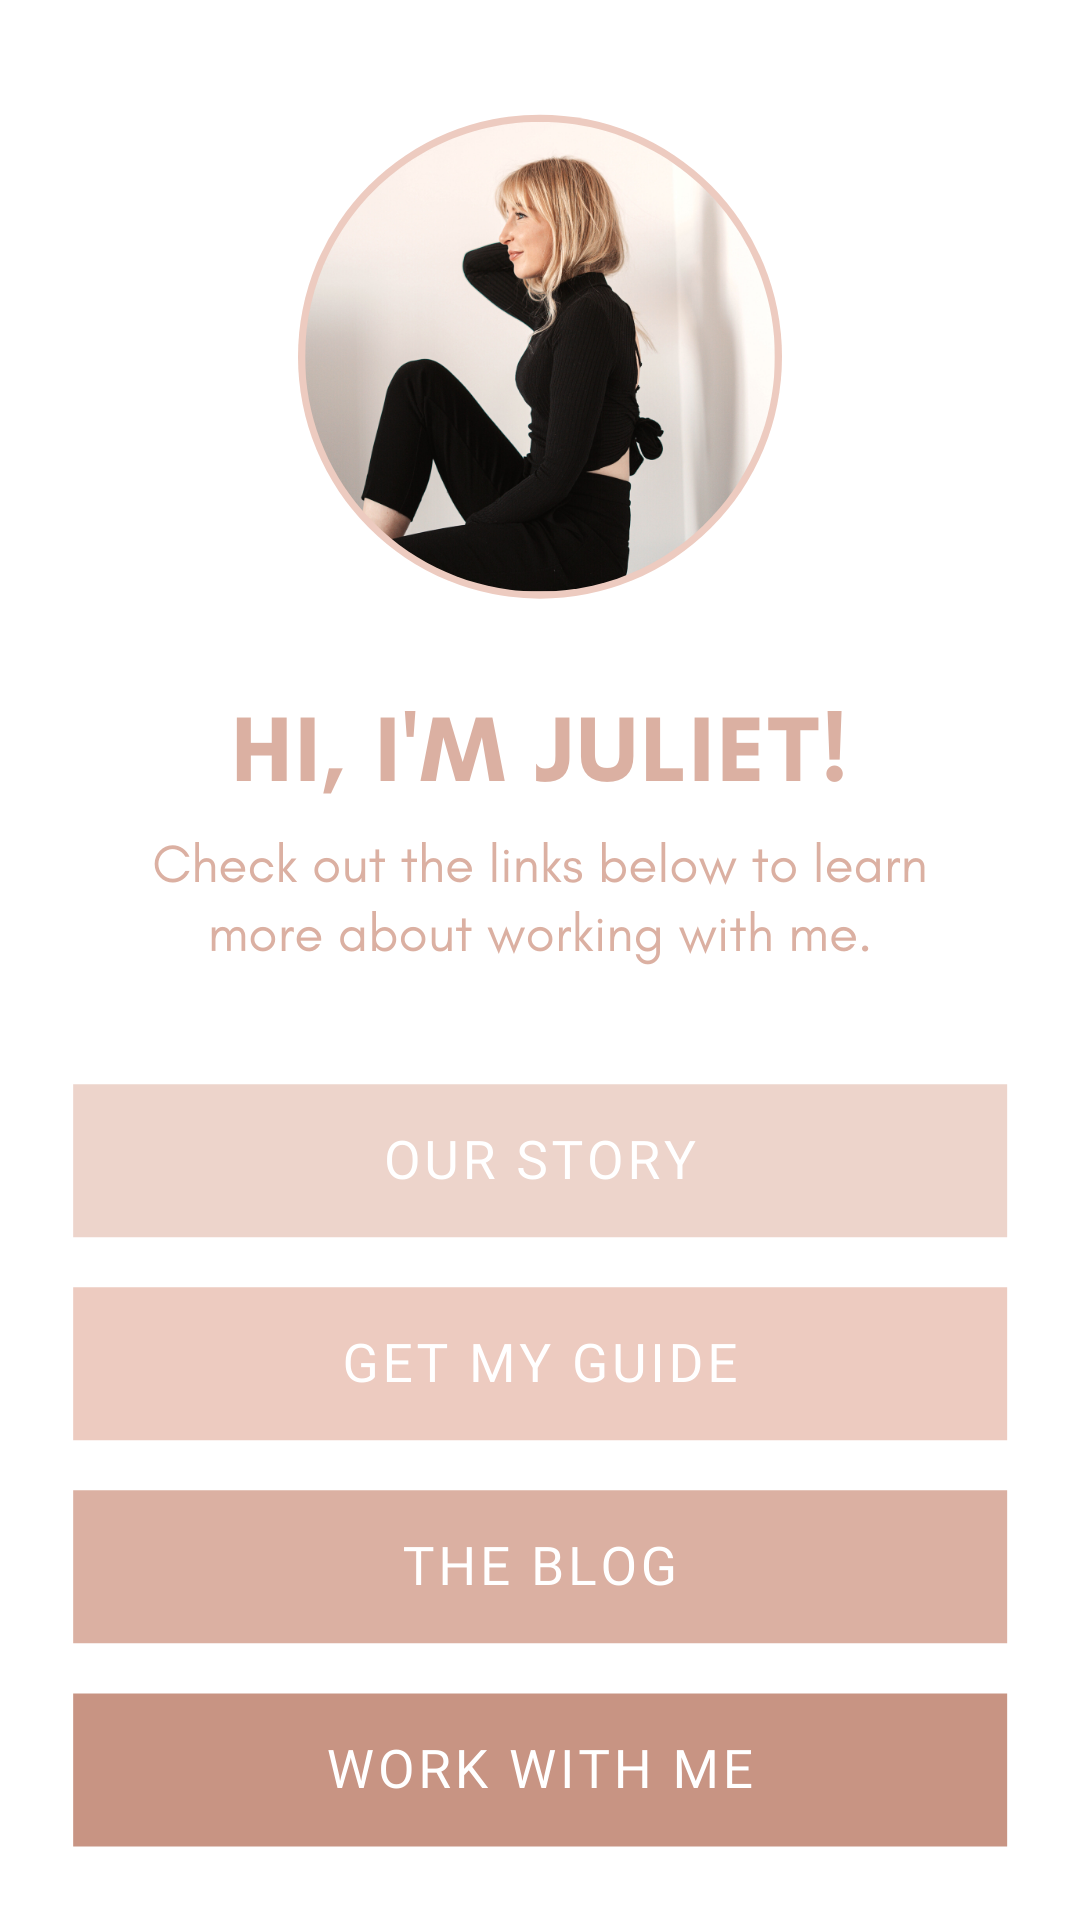 HI, I'M JULIET!
Check out the links below to learn
more about working with me.
OUR STORY
GET MY GUIDE
THE BLOG
WORK WITH ME